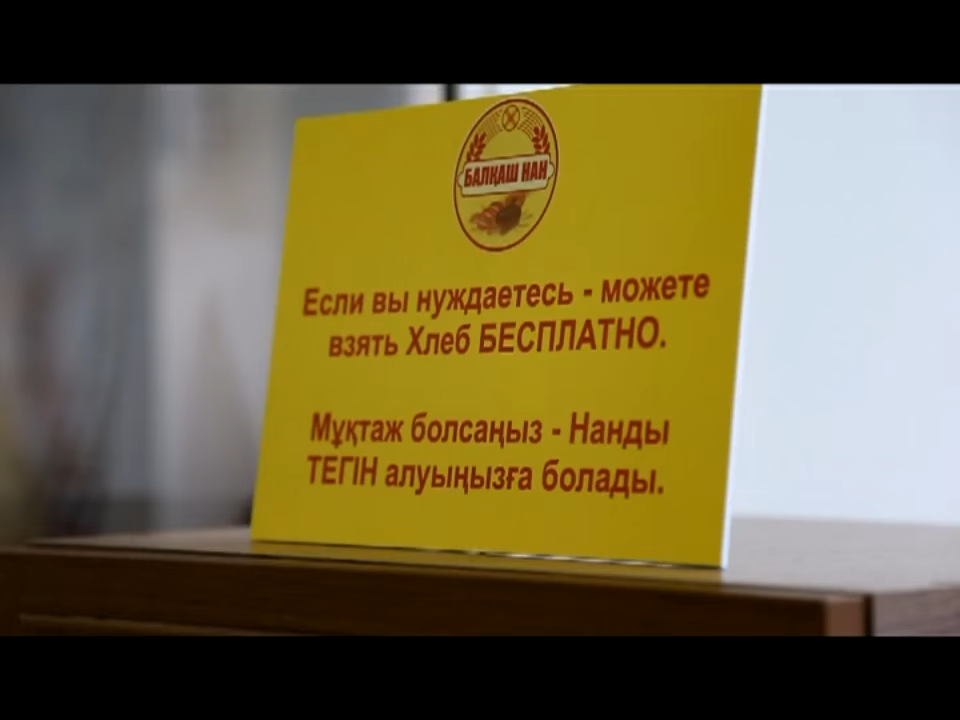 БАЛҚАШ НАН
Если вы нуждаетесь - можете
взять Хлеб БЕСПЛАТНО.
Мұқтаж болсаңыз - Нанды
ТЕГІН алуыңызға болады.